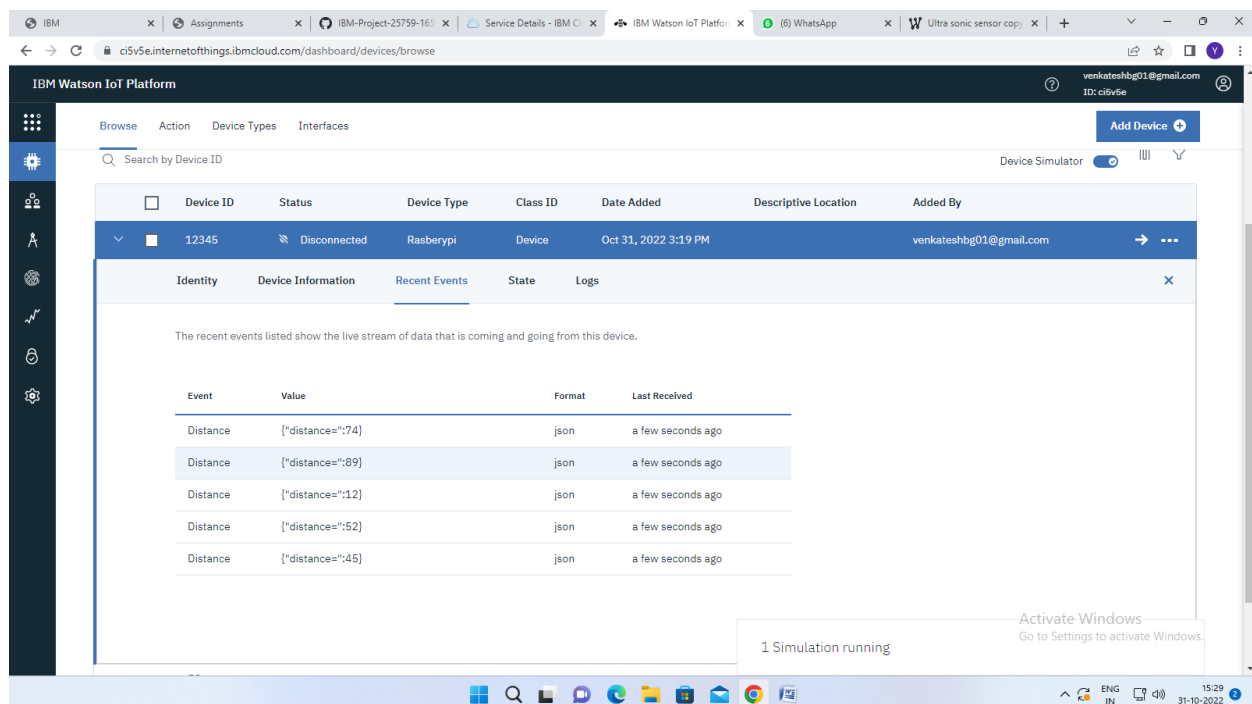 IBM
Assignments
IBM-Project-25759-165
Service Details - IBM Cl
IBM Watson IoT Platfor
(6) WhatsApp
Ultra sonic sensor copy
ci5v5e.internetofthings.ibmcloud.com/dashboard/devices/browse
Y
IBM Watson IoT Platform
venkateshbg01@gmail.com
ID: ci5v5e
Browse Action Device Types Interfaces
Add Device
Search by Device ID
Device Simulator
Device ID Status Device Type Class ID Date Added Descriptive Location Added By
12345 Disconnected Rasberypi Device Oct 31, 2022 3:19 PM venkateshbg01@gmail.com
Identity Device Information Recent Events State Logs
The recent events listed show the live stream of data that is coming and going from this device.
Event Value Format Last Received
Distance {"distance=":74} json a few seconds ago
Distance {"distance=":89} json a few seconds ago
Distance {"distance=":12} json a few seconds ago
Distance {"distance=":52} json a few seconds ago
Distance {"distance=":45} json a few seconds ago
Activate Windows
Go to Settings to activate Windows.
1 Simulation running
ENG
IN
15:29
31-10-2022
2